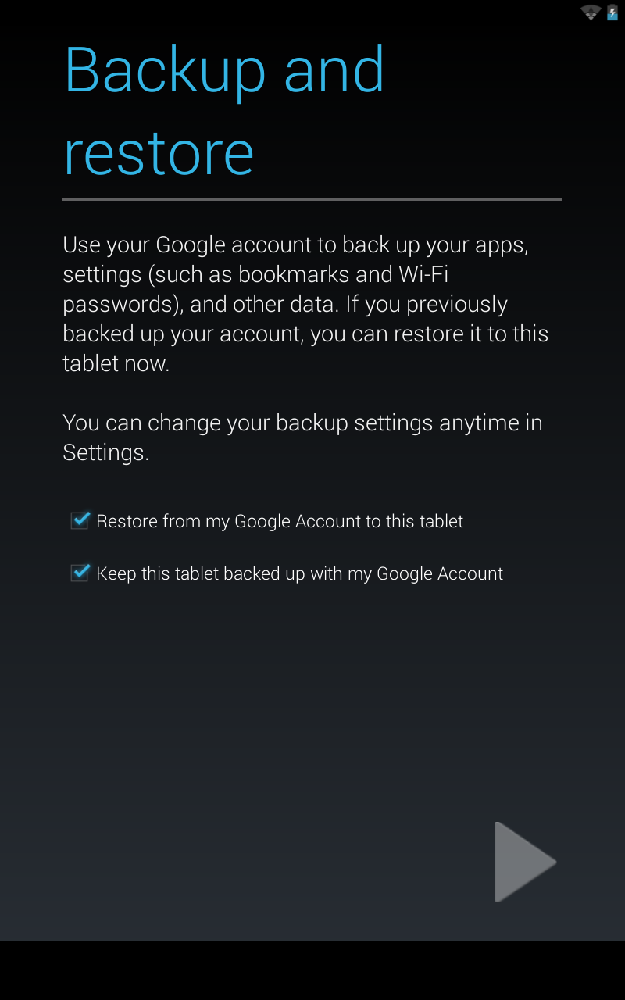 Backup and
restore
Use your Google account to back up your apps,
settings (such as bookmarks and Wi-Fi
passwords), and other data. If you previously
backed up your account, you can restore it to this
tablet now.
You can change your backup settings anytime in
Settings.
Restore from my Google Account to this tablet
Keep this tablet backed up with my Google Account